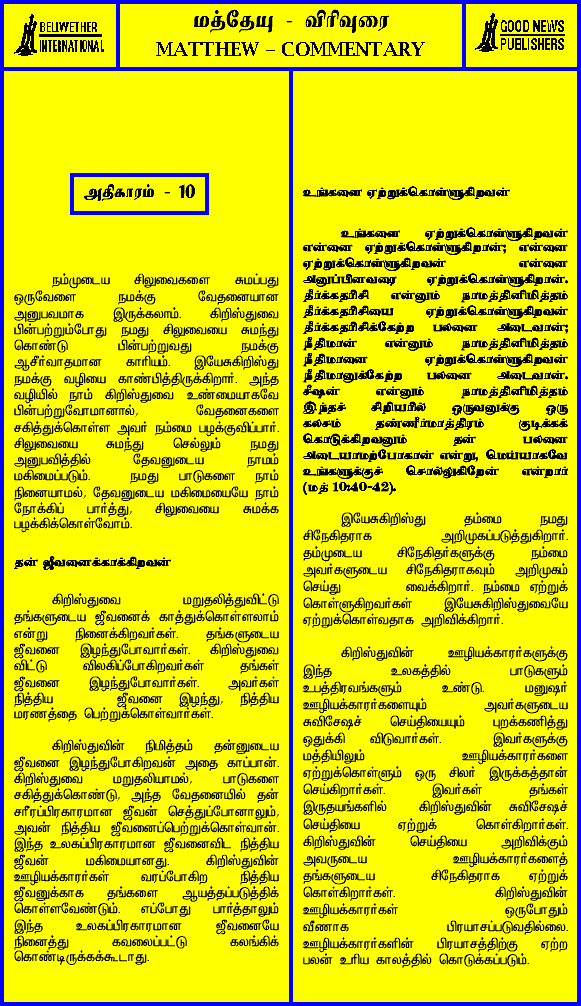 BELLWETHER
INTERNATIONAL
மத்தேயு - விரிவுரை
MATTHEW – COMMENTARY
GOOD NEWS
PUBLISHERS
அதிகாரம் - 10
நம்முடைய சிலுவைகளை சுமப்பது
ஒருவேளை நமக்கு வேதனையான
அனுபவமாக இருக்கலாம். கிறிஸ்துவை
பின்பற்றும்போது நமது சிலுவையை சுமந்து
கொண்டு பின்பற்றுவது நமக்கு
ஆசீர்வாதமான காரியம். இயேசுகிறிஸ்து
நமக்கு வழியை காண்பித்திருக்கிறார். அந்த
வழியில் நாம் கிறிஸ்துவை உண்மையாகவே
பின்பற்றுவோமானால், வேதனைகளை
சகித்துக்கொள்ள அவர் நம்மை பழக்குவிப்பார்.
சிலுவையை சுமந்து செல்லும் நமது
அனுபவித்தில் தேவனுடைய நாமம்
மகிமைப்படும். நமது பாடுகளை நாம்
நினையாமல், தேவனுடைய மகிமையையே நாம்
நோக்கிப் பார்த்து, சிலுவையை சுமக்க
பழக்கிக்கொள்வோம்.
தன் ஜீவனைக்காக்கிறவன்
கிறிஸ்துவை மறுதலித்துவிட்டு
தங்களுடைய ஜீவனைக் காத்துக்கொள்ளலாம்
என்று நினைக்கிறவர்கள். தங்களுடைய
ஜீவனை இழந்துபோவார்கள். கிறிஸ்துவை
விட்டு விலகிப்போகிறவர்கள் தங்கள்
ஜீவனை இழந்துபோவார்கள். அவர்கள்
நித்திய ஜீவனை இழந்து, நித்திய
மரணத்தை பெற்றுக்கொள்வார்கள்.
கிறிஸ்துவின் நிமித்தம் தன்னுடைய
ஜீவனை இழந்துபோகிறவன் அதை காப்பான்.
கிறிஸ்துவை மறுதலியாமல், பாடுகளை
சகித்துக்கொண்டு, அந்த வேதனையில் தன்
சரீரப்பிரகாரமான ஜீவன் செத்துப்போனாலும்,
அவன் நித்திய ஜீவனைப்பெற்றுக்கொள்வான்.
இந்த உலகப்பிரகாரமான ஜீவனைவிட நித்திய
ஜீவன் மகிமையானது. கிறிஸ்துவின்
ஊழியக்காரர்கள் வரப்போகிற நித்திய
ஜீவனுக்காக தங்களை ஆயத்தப்படுத்திக்
கொள்ளவேண்டும். எப்போது பார்த்தாலும்
இந்த உலகப்பிரகாரமான ஜீவனையே
நினைத்து கவலைப்பட்டு கலங்கிக்
கொண்டிருக்கக்கூடாது.
உங்களை ஏற்றுக்கொள்ளுகிறவன்
உங்களை ஏற்றுக்கொள்ளுகிறவன்
என்னை ஏற்றுக்கொள்ளுகிறான்; என்னை
ஏற்றுக்கொள்ளுகிறவன் என்னை
அனுப்பினவரை ஏற்றுக்கொள்ளுகிறான்.
தீர்க்கதரிசி என்னும் நாமத்தினிமித்தம்
தீர்க்கதரிசியை ஏற்றுக்கொள்ளுகிறவன்
தீர்க்கதரிசிக்கேற்ற பலனை அடைவான்;
நீதிமான் என்னும் நாமத்தினிமித்தம்
நீதிமானை ஏற்றுக்கொள்ளுகிறவன்
நீதிமானுக்கேற்ற பலனை அடைவான்.
சீஷன் என்னும் நாமத்தினிமித்தம்
இந்தச் சிறியரில் ஒருவனுக்கு ஒரு
கலசம் தண்ணீர்மாத்திரம் குடிக்கக்
கொடுக்கிறவனும் தன் பலனை
அடையாமற்போகான் என்று, மெய்யாகவே
உங்களுக்குச் சொல்லுகிறேன் என்றார்
(மத் 10:40-42).
இயேசுகிறிஸ்து தம்மை நமது
சிநேகிதராக அறிமுகப்படுத்துகிறார்.
தம்முடைய சிநேகிதர்களுக்கு நம்மை
அவர்களுடைய சிநேகிதராகவும் அறிமுகம்
செய்து வைக்கிறார். நம்மை ஏற்றுக்
கொள்ளுகிறவர்கள் இயேசுகிறிஸ்துவையே
ஏற்றுக்கொள்வதாக அறிவிக்கிறார்.
கிறிஸ்துவின் ஊழியக்காரர்களுக்கு
இந்த உலகத்தில் பாடுகளும்
உபத்திரவங்களும் உண்டு. மனுஷர்
ஊழியக்காரர்களையும் அவர்களுடைய
சுவிசேஷச் செய்தியையும் புறக்கணித்து
ஒதுக்கி விடுவார்கள். இவர்களுக்கு
மத்தியிலும் ஊழியக்காரர்களை
ஏற்றுக்கொள்ளும் ஒரு சிலர் இருக்கத்தான்
செய்கிறார்கள். இவர்கள் தங்கள்
இருதயங்களில் கிறிஸ்துவின் சுவிசேஷச்
செய்தியை ஏற்றுக் கொள்கிறார்கள்.
கிறிஸ்துவின் செய்தியை அறிவிக்கும்
அவருடைய ஊழியக்காரர்களைத்
தங்களுடைய சிநேகிதராக ஏற்றுக்
கொள்கிறார்கள். கிறிஸ்துவின்
ஊழியக்காரர்கள் ஒருபோதும்
வீணாக பிரயாசப்படுவதில்லை.
ஊழியக்காரர்களின் பிரயாசத்திற்கு ஏற்ற
பலன் உரிய காலத்தில் கொடுக்கப்படும்.